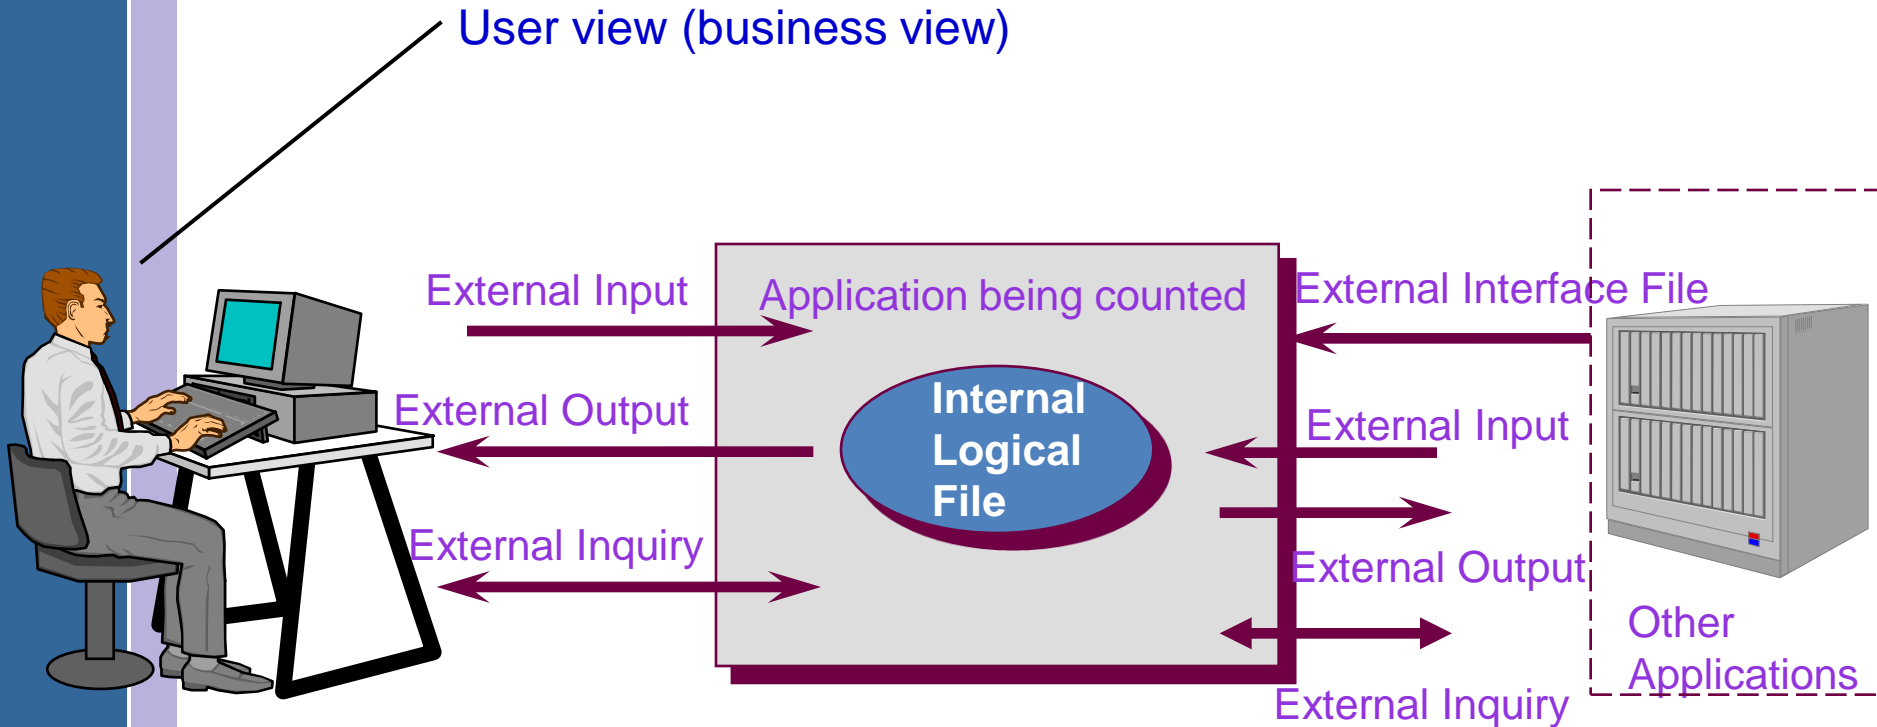 User view (business view)
External Input
Application being counted
External Interface File
External Output
Internal
Logical
File
External Input
External Inquiry
External Output
Other
Applications
External Inquiry